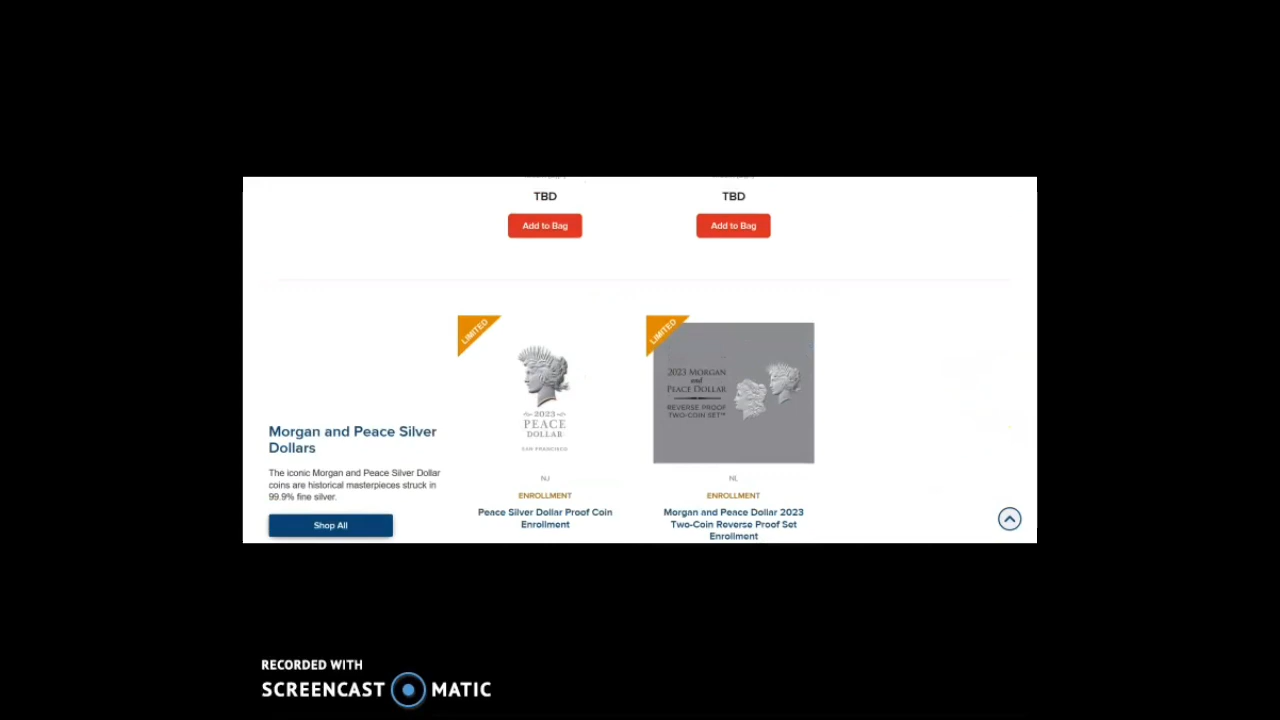 TBD
TBD
Add to Bag
Add to Bag
LIMITED
LIMITED
2023
PEACE
DOLLAR
SAN FRANCISCO
2023 MORGAN
and
PEACE DOLLAR
REVERSE PROOF
TWO-COIN SET™
Morgan and Peace Silver
Dollars
The iconic Morgan and Peace Silver Dollar
coins are historical masterpieces struck in
99.9% fine silver.
Shop All
NJ
ENROLLMENT
Peace Silver Dollar Proof Coin
Enrollment
NL
ENROLLMENT
Morgan and Peace Dollar 2023
Two-Coin Reverse Proof Set
Enrollment
RECORDED WITH
SCREENCAST MATIC